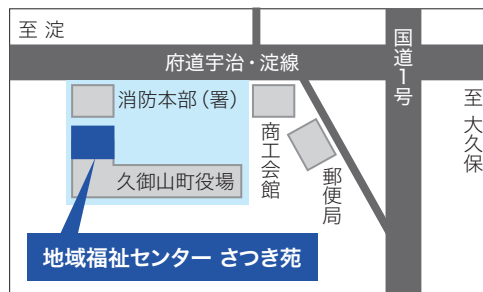 至 淀
府道宇治・淀線
国道1号
至 大久保
消防本部（署）
商工会館
郵便局
久御山町役場
地域福祉センター さつき苑